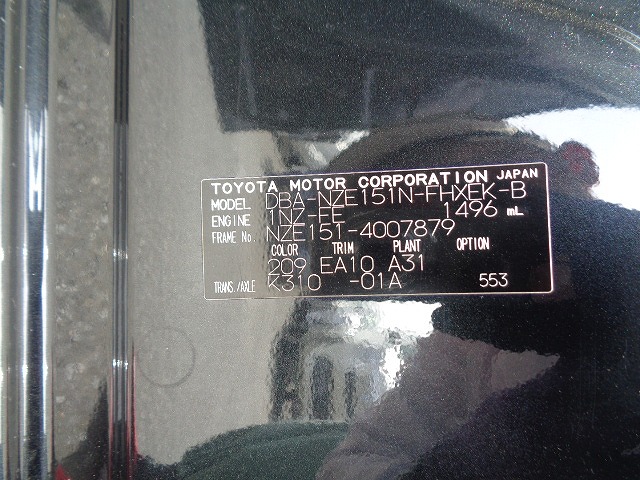 TOYOTA MOTOR CORPORATION JAPAN
MODEL DBA-NZE151N-FHXEK-B
ENGINE 1NZ-FE 1496 mL
FRAME No. NZE151-4007879
COLOR TRIM PLANT OPTION
209 EA10 A31
TRANS./AXLE K310 -01A 553